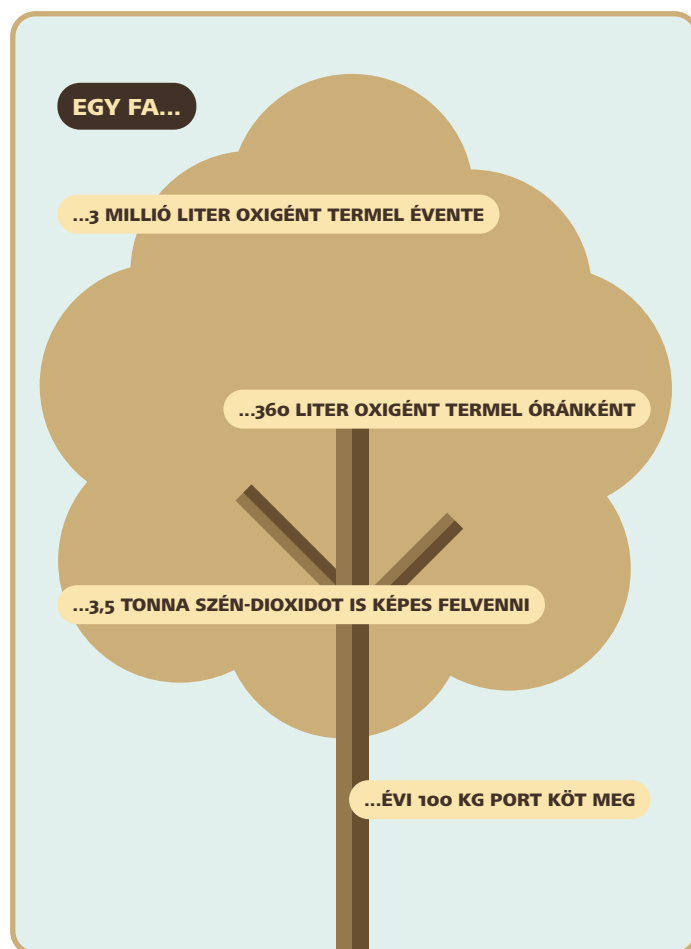 EGY FA...
...3 MILLIÓ LITER OXIGÉNT TERMEL ÉVENTE
...360 LITER OXIGÉNT TERMEL ÓRÁNKÉNT
...3,5 TONNA SZÉN-DIOXIDOT IS KÉPES FELVENNI
...ÉVI 100 KG PORT KÖT MEG